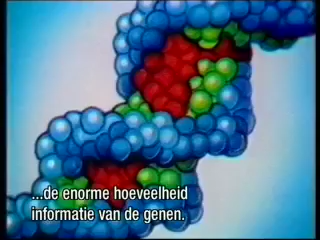 ...de enorme hoeveelheid
informatie van de genen.